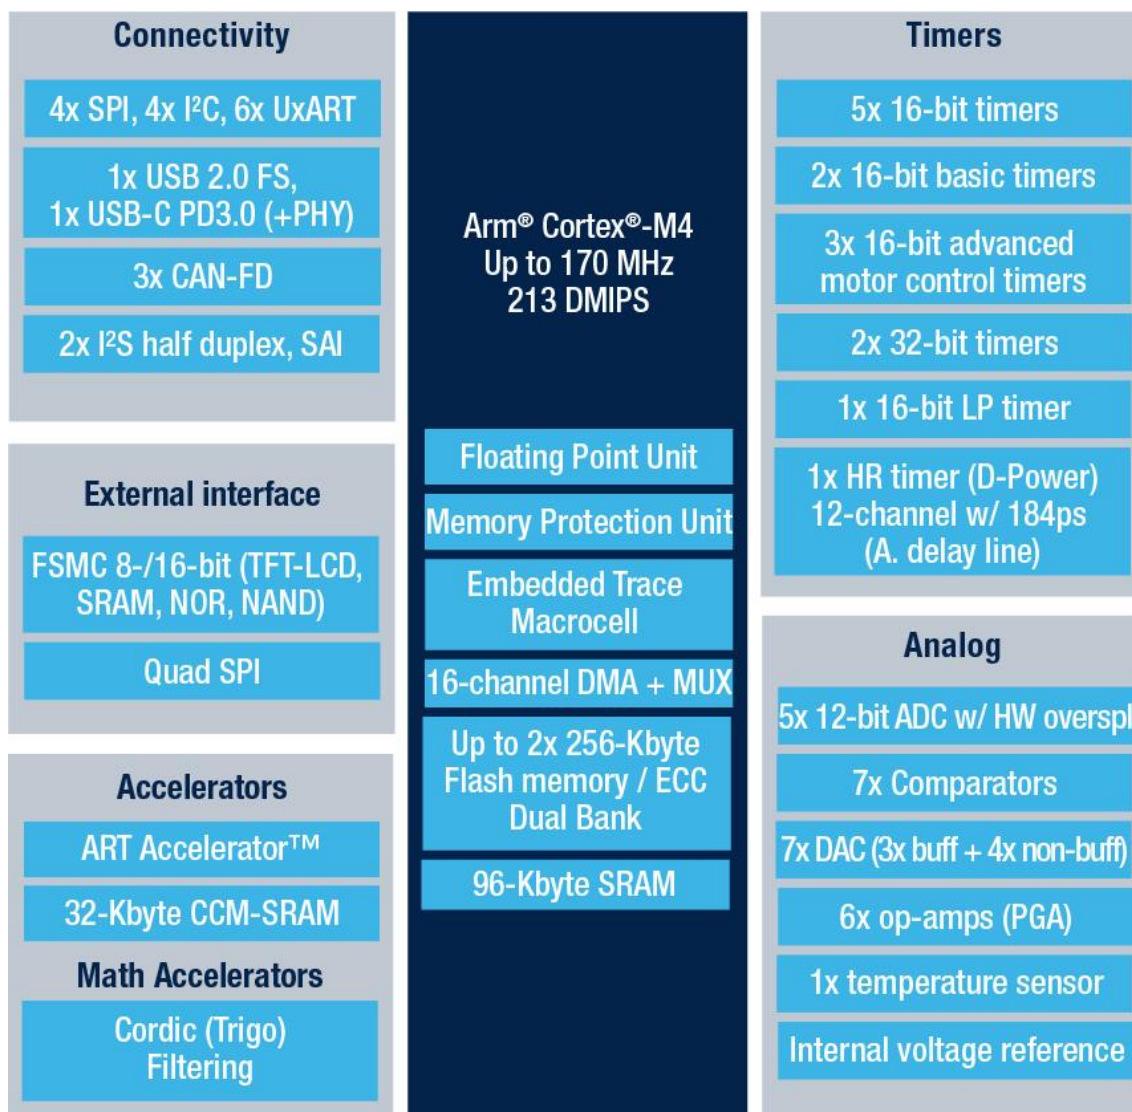 Connectivity
4x SPI, 4x I²C, 6x UxART
1x USB 2.0 FS,
1x USB-C PD3.0 (+PHY)
3x CAN-FD
2x I²S half duplex, SAI
External interface
FSMC 8-/16-bit (TFT-LCD,
SRAM, NOR, NAND)
Quad SPI
Accelerators
ART Accelerator™
32-Kbyte CCM-SRAM
Math Accelerators
Cordic (Trigo)
Filtering
Arm® Cortex®-M4
Up to 170 MHz
213 DMIPS
Floating Point Unit
Memory Protection Unit
Embedded Trace
Macrocell
16-channel DMA + MUX
Up to 2x 256-Kbyte
Flash memory / ECC
Dual Bank
96-Kbyte SRAM
Timers
5x 16-bit timers
2x 16-bit basic timers
3x 16-bit advanced
motor control timers
2x 32-bit timers
1x 16-bit LP timer
1x HR timer (D-Power)
12-channel w/ 184ps
(A. delay line)
Analog
5x 12-bit ADC w/ HW overspl
7x Comparators
7x DAC (3x buff + 4x non-buff)
6x op-amps (PGA)
1x temperature sensor
Internal voltage reference